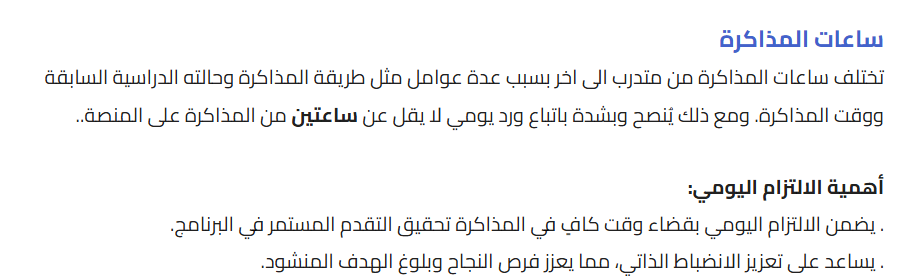 ساعات المذاكرة
تختلف ساعات المذاكرة من متدرب الى اخر بسبب عدة عوامل مثل طريقة المذاكرة وحالته الدراسية السابقة
ووقت المذاكرة. ومع ذلك يُنصح وبشدة باتباع ورد يومي لا يقل عن ساعتين من المذاكرة على المنصة..
أهمية الالتزام اليومي:
. يضمن الالتزام اليومي بقضاء وقت كافٍ في المذاكرة تحقيق التقدم المستمر في البرنامج.
. يساعد على تعزيز الانضباط الذاتي، مما يعزز فرص النجاح وبلوغ الهدف المنشود.